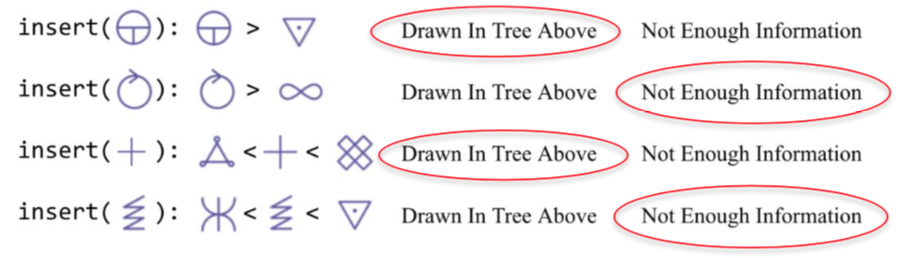 insert( ): > Drawn In Tree Above Not Enough Information
insert( ): > ∞ Drawn In Tree Above Not Enough Information
insert( + ): < + < Drawn In Tree Above Not Enough Information
insert( ): < < Drawn In Tree Above Not Enough Information